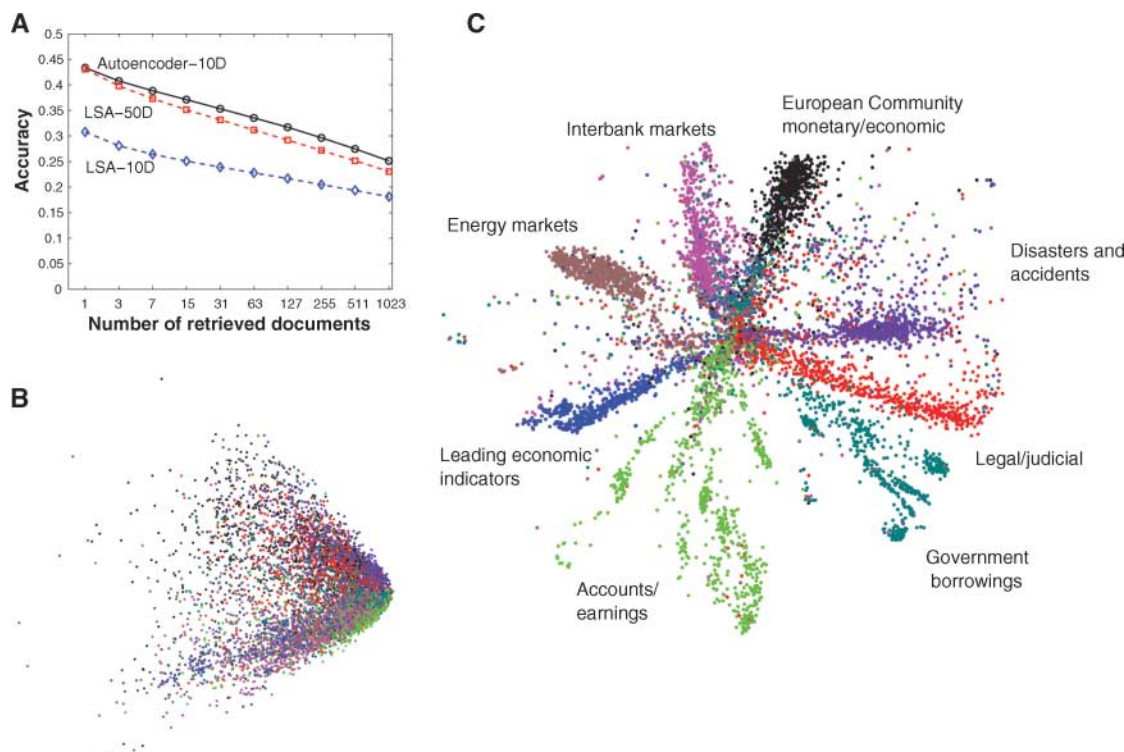 A
0.5
0.45
0.4
0.35
0.3
0.25
0.2
0.15
0.1
0.05
0
Accuracy
Autoencoder-10D
LSA-50D
LSA-10D
1 3 7 15 31 63 127 255 511 1023
Number of retrieved documents
B
C
European Community
monetary/economic
Interbank markets
Energy markets
Disasters and
accidents
Leading economic
indicators
Legal/judicial
Government
borrowings
Accounts/
earnings